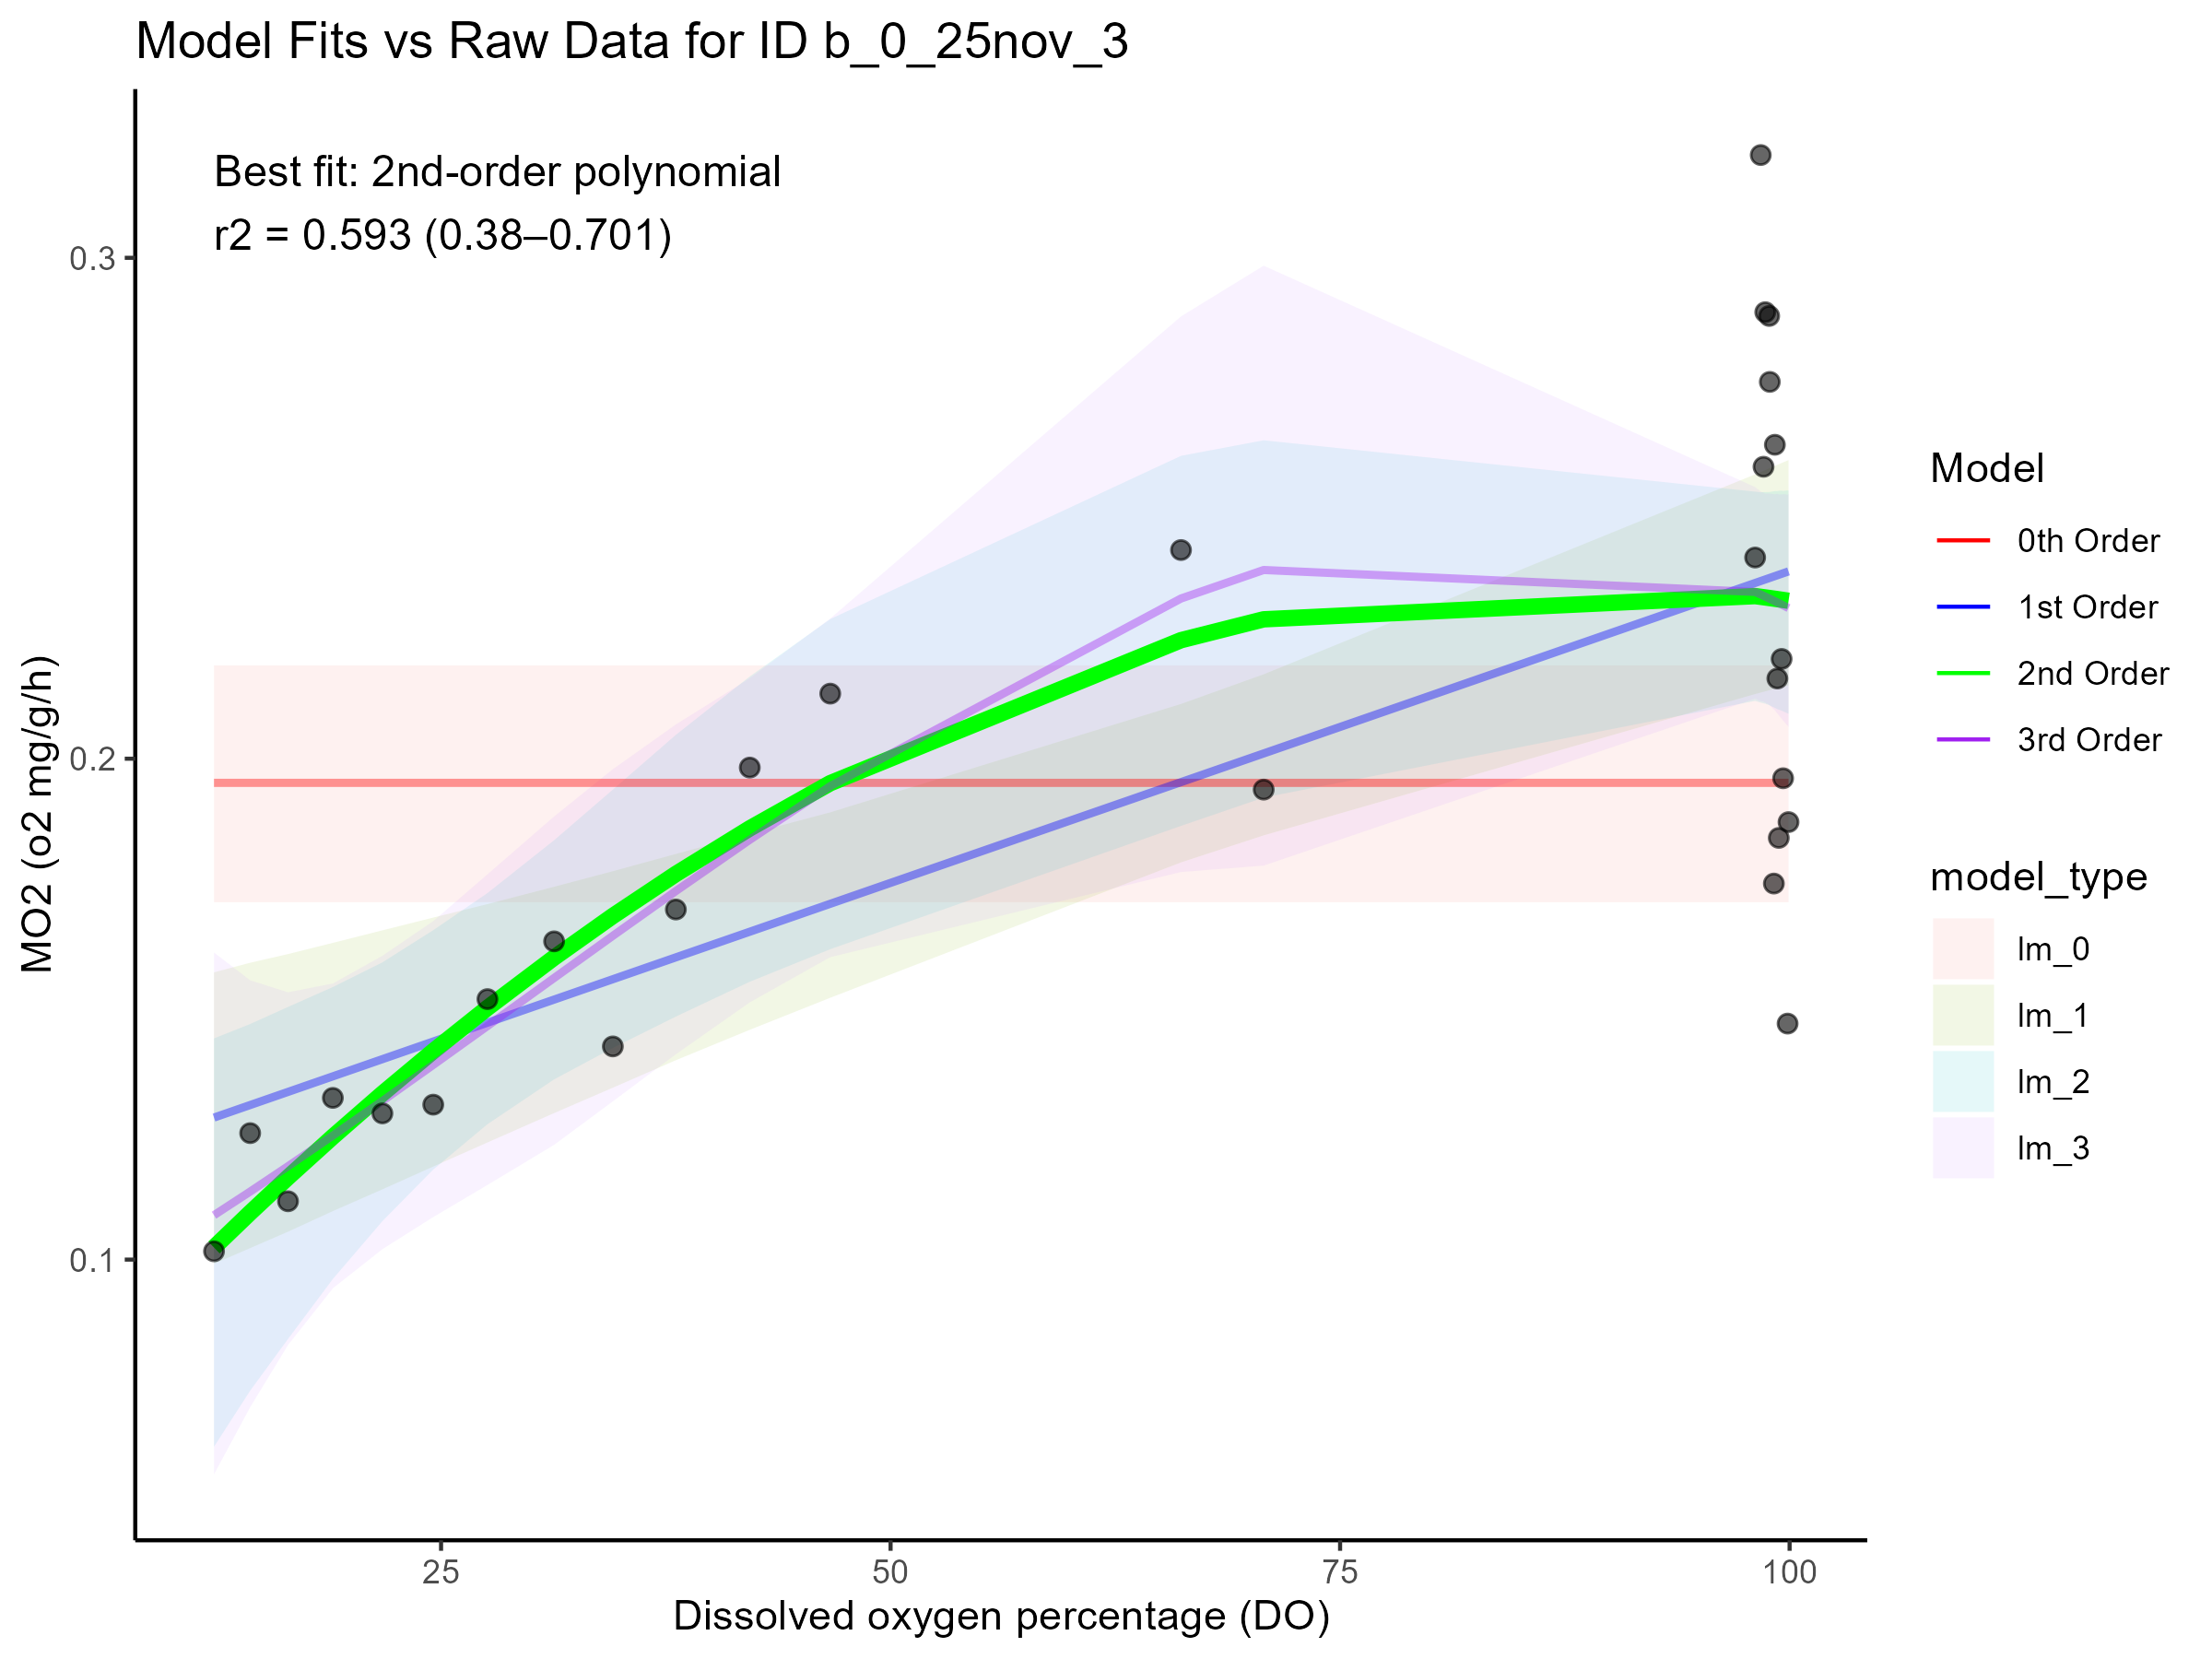 Model Fits vs Raw Data for ID b_0_25nov_3
Best fit: 2nd-order polynomial
r2 = 0.593 (0.38–0.701)
0.3
0.2
0.1
MO2 (o2 mg/g/h)
25
50
75
100
Dissolved oxygen percentage (DO)
Model
0th Order
1st Order
2nd Order
3rd Order
model_type
lm_0
lm_1
lm_2
lm_3